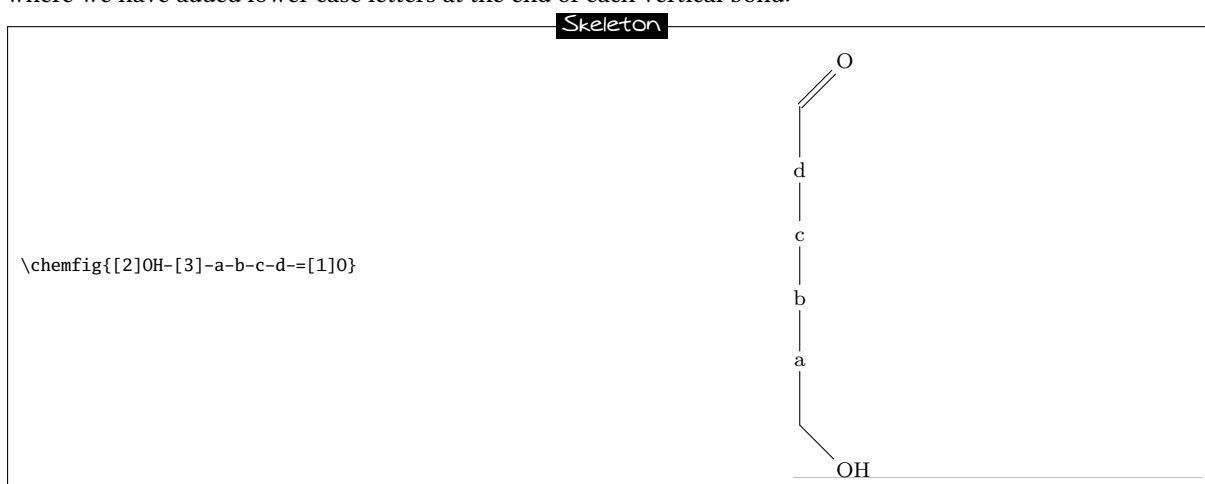 where we have added lower case letters at the end of each vertical bond:
Skeleton
O
d
c
\chemfig{[2]OH-[3]-a-b-c-d-=[1]O}
b
a
OH